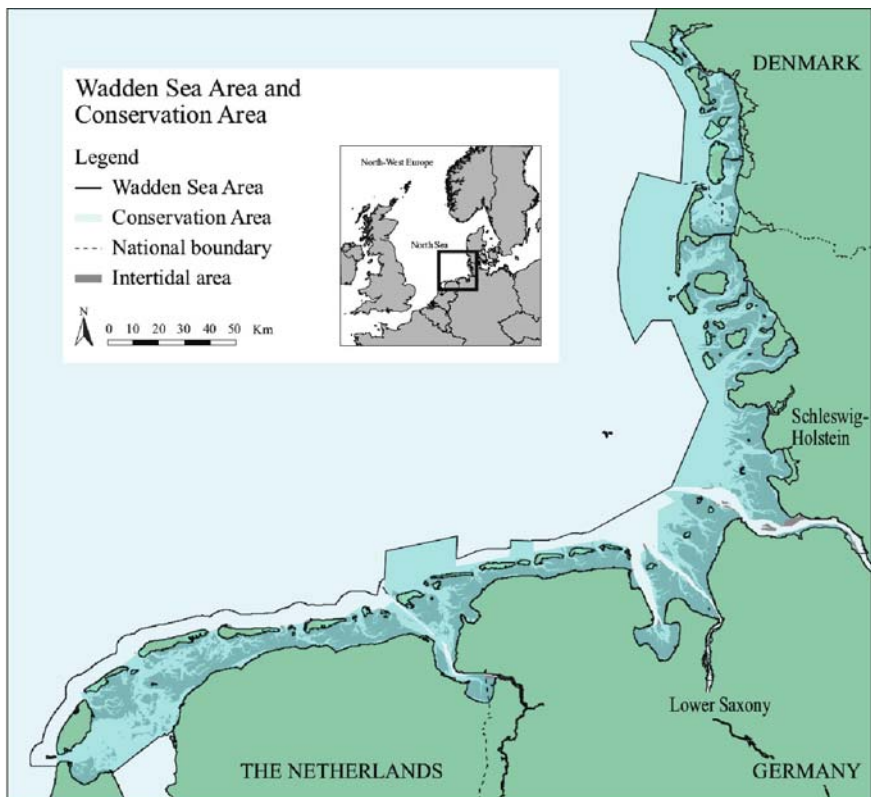 Wadden Sea Area and
Conservation Area
Legend
Wadden Sea Area
Conservation Area
National boundary
Intertidal area
N
0 10 20 30 40 50 Km
North-West Europe
North Sea
DENMARK
Schleswig-
Holstein
Lower Saxony
THE NETHERLANDS
GERMANY